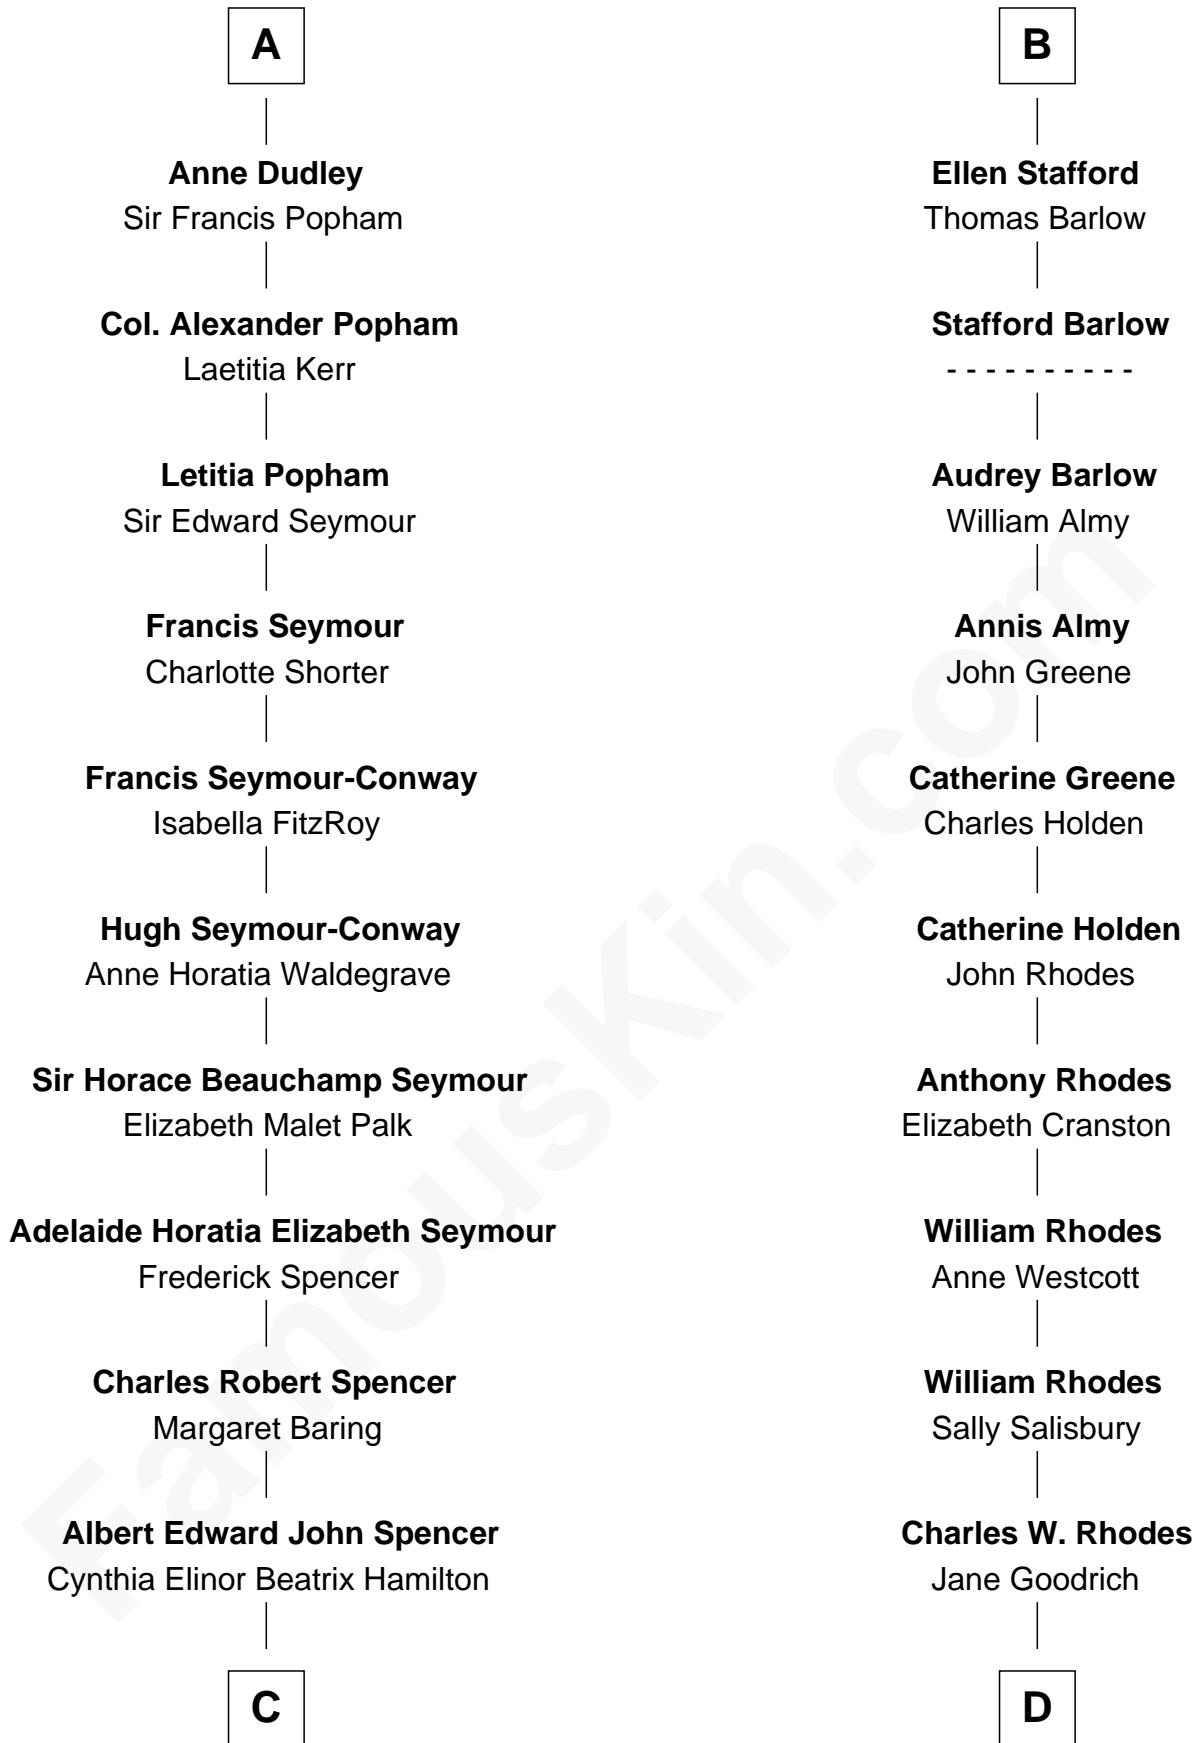 A
Anne Dudley
Sir Francis Popham
Col. Alexander Popham
Laetitia Kerr
Letitia Popham
Sir Edward Seymour
Francis Seymour
Charlotte Shorter
Francis Seymour-Conway
Isabella FitzRoy
Hugh Seymour-Conway
Anne Horatia Waldegrave
Sir Horace Beauchamp Seymour
Elizabeth Malet Palk
Adelaide Horatia Elizabeth Seymour
Frederick Spencer
Charles Robert Spencer
Margaret Baring
Albert Edward John Spencer
Cynthia Elinor Beatrix Hamilton
C
B
Ellen Stafford
Thomas Barlow
Stafford Barlow
- - - - - - - - - -
Audrey Barlow
William Almy
Annis Almy
John Greene
Catherine Greene
Charles Holden
Catherine Holden
John Rhodes
Anthony Rhodes
Elizabeth Cranston
William Rhodes
Anne Westcott
William Rhodes
Sally Salisbury
Charles W. Rhodes
Jane Goodrich
D
FamousKin.com